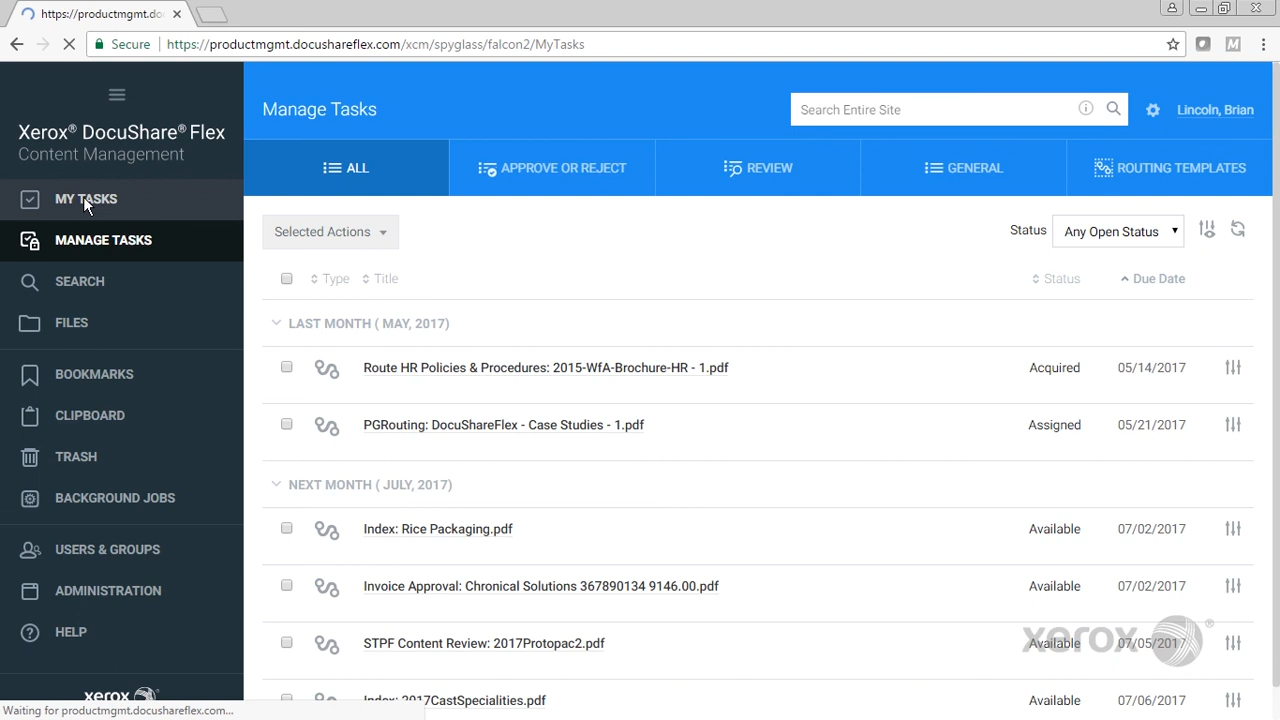 https://productmgmt.do
Secure https://productmgmt.docushareflex.com/xcm/spyglass/falcon2/MyTasks
Xerox® DocuShare® Flex
Content Management
MY TASKS
MANAGE TASKS
SEARCH
FILES
BOOKMARKS
CLIPBOARD
TRASH
BACKGROUND JOBS
USERS & GROUPS
ADMINISTRATION
HELP
xerox
Waiting for productmgmt.docushareflex.com...
Manage Tasks
Search Entire Site
Lincoln, Brian
ALL
APPROVE OR REJECT
REVIEW
GENERAL
ROUTING TEMPLATES
Selected Actions
Status Any Open Status
Type Title Status Due Date
LAST MONTH ( MAY, 2017)
Route HR Policies & Procedures: 2015-WfA-Brochure-HR - 1.pdf Acquired 05/14/2017
PGRouting: DocuShareFlex - Case Studies - 1.pdf Assigned 05/21/2017
NEXT MONTH ( JULY, 2017)
Index: Rice Packaging.pdf Available 07/02/2017
Invoice Approval: Chronical Solutions 367890134 9146.00.pdf Available 07/02/2017
STPF Content Review: 2017Protopac2.pdf Available 07/05/2017
xerox ®
Index: 2017CastSpecialities.pdf Available 07/06/2017